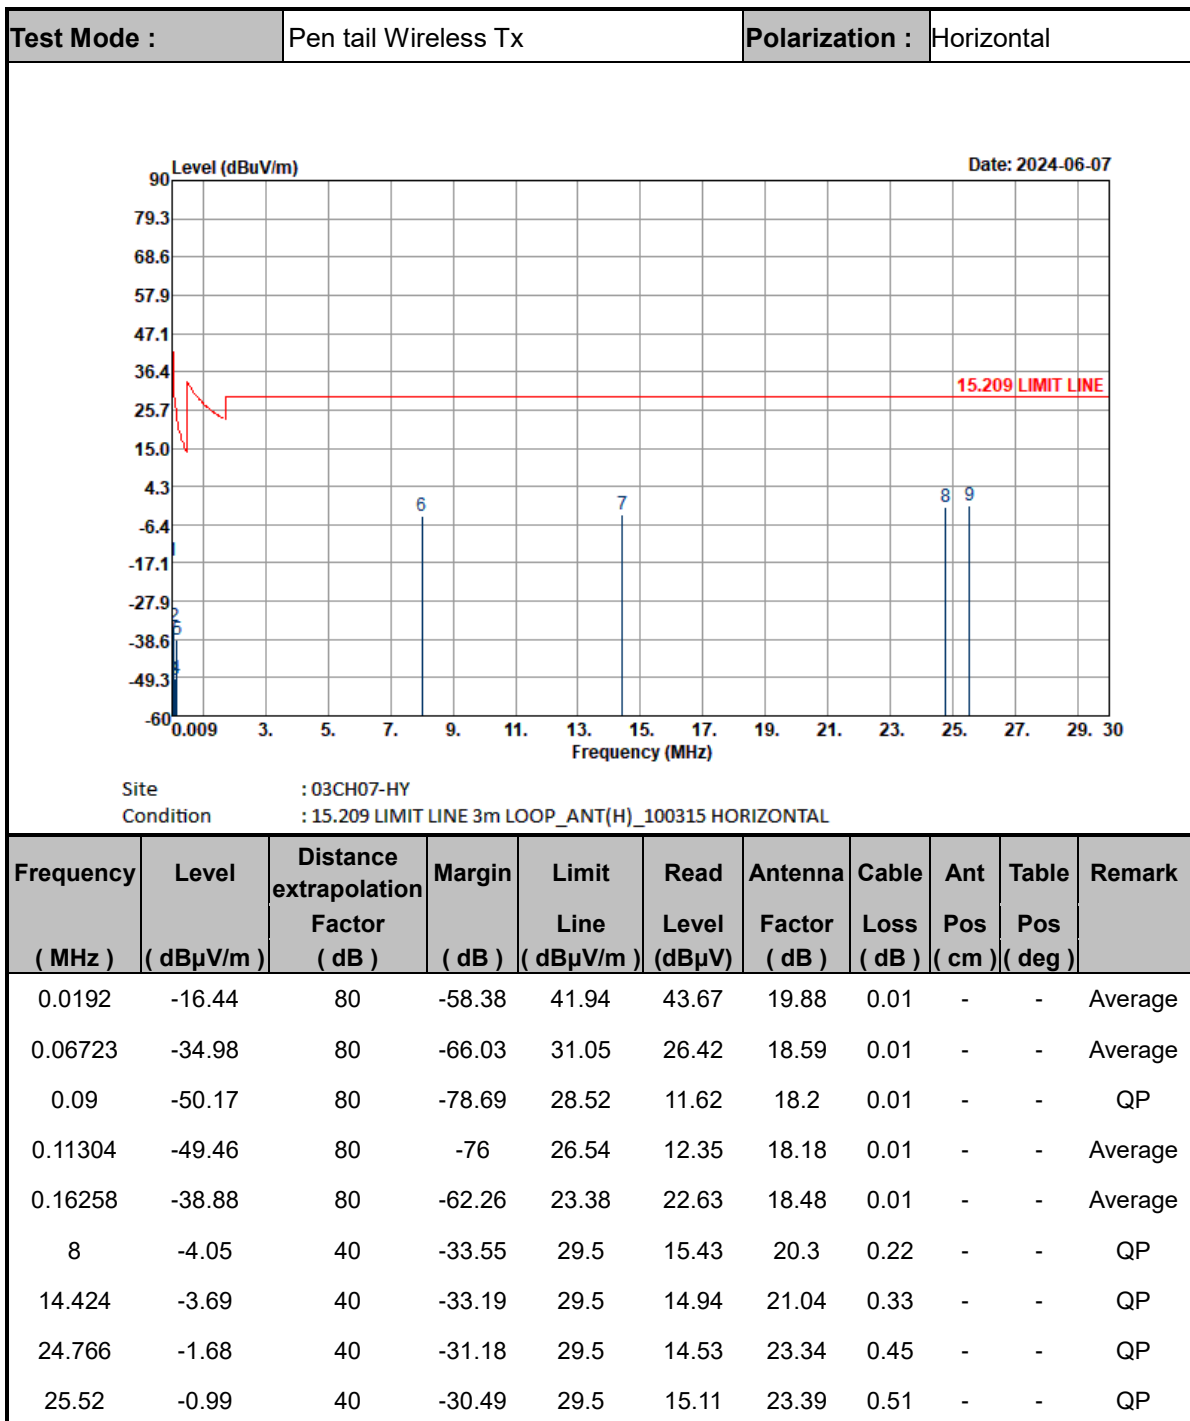 Test Mode : Pen tail Wireless Tx Polarization : Horizontal
Level (dBuV/m) Date: 2024-06-07
90
79.3
68.6
57.9
47.1
36.4
15.209 LIMIT LINE
25.7
15.0
4.3
6 7 8 9
-6.4
1
-17.1
-27.9
2
5
-38.6
4
-49.3
-60
0.009 3. 5. 7. 9. 11. 13. 15. 17. 19. 21. 23. 25. 27. 29. 30
Frequency (MHz)
Site : 03CH07-HY
Condition : 15.209 LIMIT LINE 3m LOOP_ANT(H)_100315 HORIZONTAL
Frequency Level Distance extrapolation Margin Limit Read Antenna Cable Ant Table Remark
Factor Line Level Factor Loss Pos Pos
( MHz ) ( dBµV/m ) ( dB ) ( dB ) ( dBµV/m ) (dBµV) ( dB ) ( dB ) ( cm ) ( deg )
0.0192 -16.44 80 -58.38 41.94 43.67 19.88 0.01 - - Average
0.06723 -34.98 80 -66.03 31.05 26.42 18.59 0.01 - - Average
0.09 -50.17 80 -78.69 28.52 11.62 18.2 0.01 - - QP
0.11304 -49.46 80 -76 26.54 12.35 18.18 0.01 - - Average
0.16258 -38.88 80 -62.26 23.38 22.63 18.48 0.01 - - Average
8 -4.05 40 -33.55 29.5 15.43 20.3 0.22 - - QP
14.424 -3.69 40 -33.19 29.5 14.94 21.04 0.33 - - QP
24.766 -1.68 40 -31.18 29.5 14.53 23.34 0.45 - - QP
25.52 -0.99 40 -30.49 29.5 15.11 23.39 0.51 - - QP